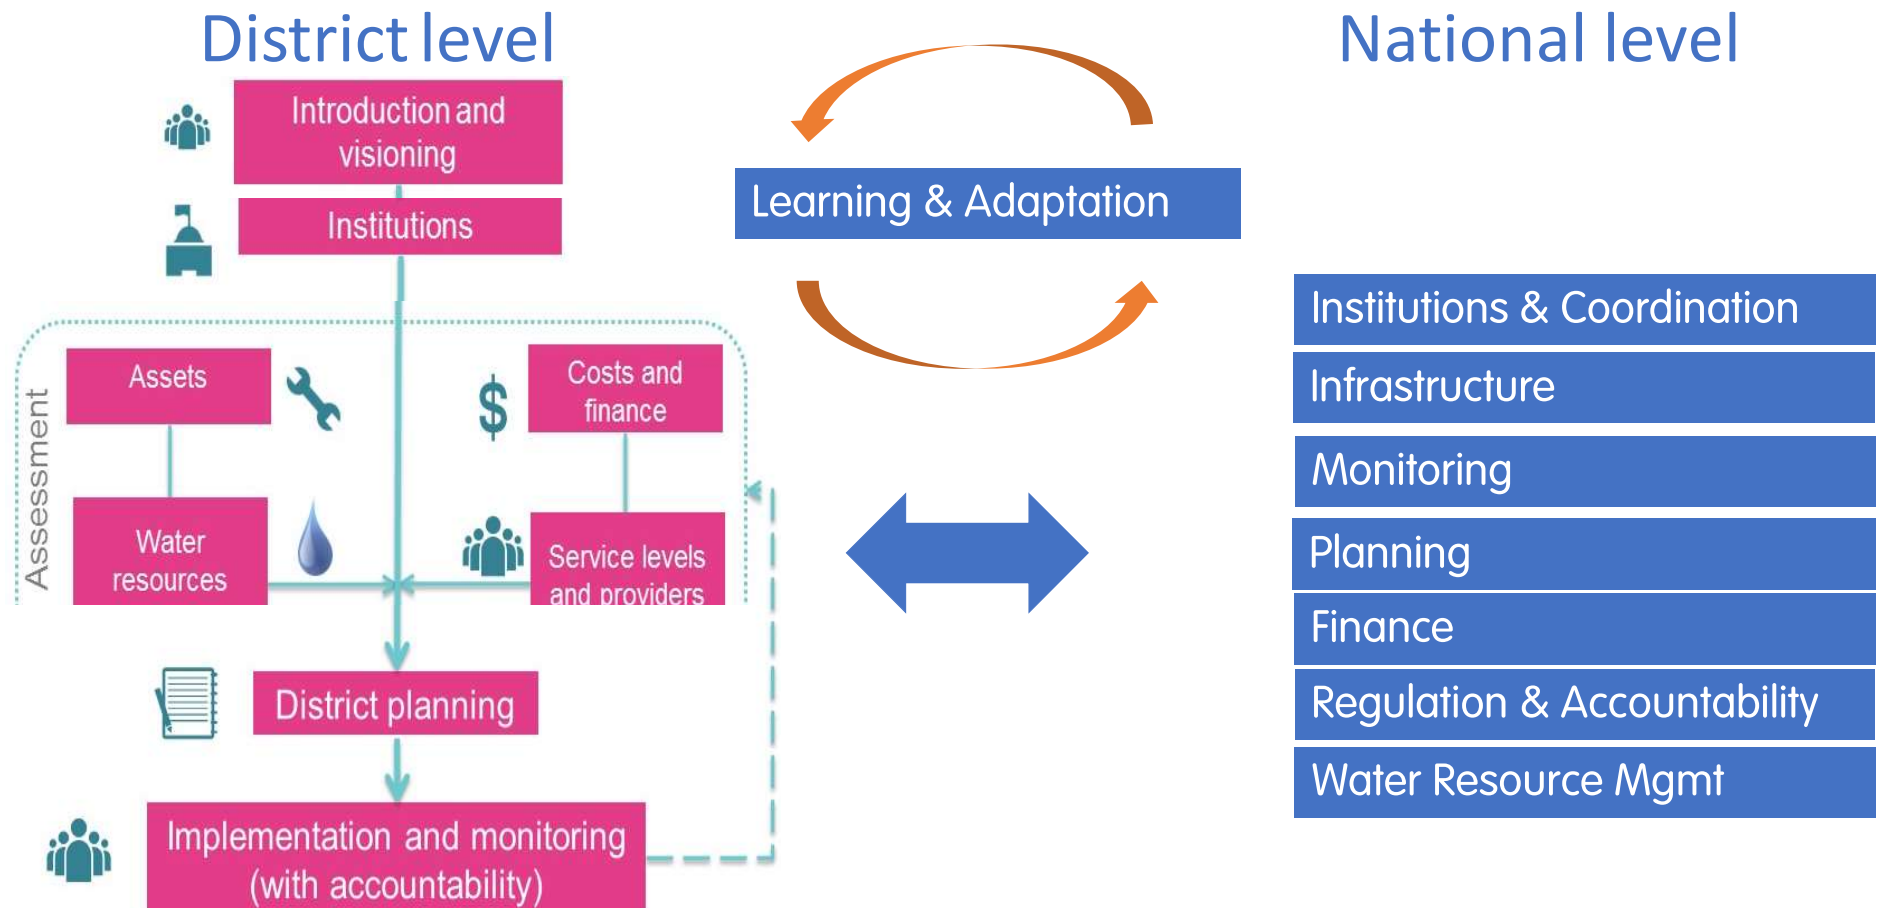 District level
Introduction and
visioning
Institutions
Assessment
Assets
Costs and
finance
Water
resources
Service levels
and providers
District planning
Implementation and monitoring
(with accountability)
Learning & Adaptation
National level
Institutions & Coordination
Infrastructure
Monitoring
Planning
Finance
Regulation & Accountability
Water Resource Mgmt